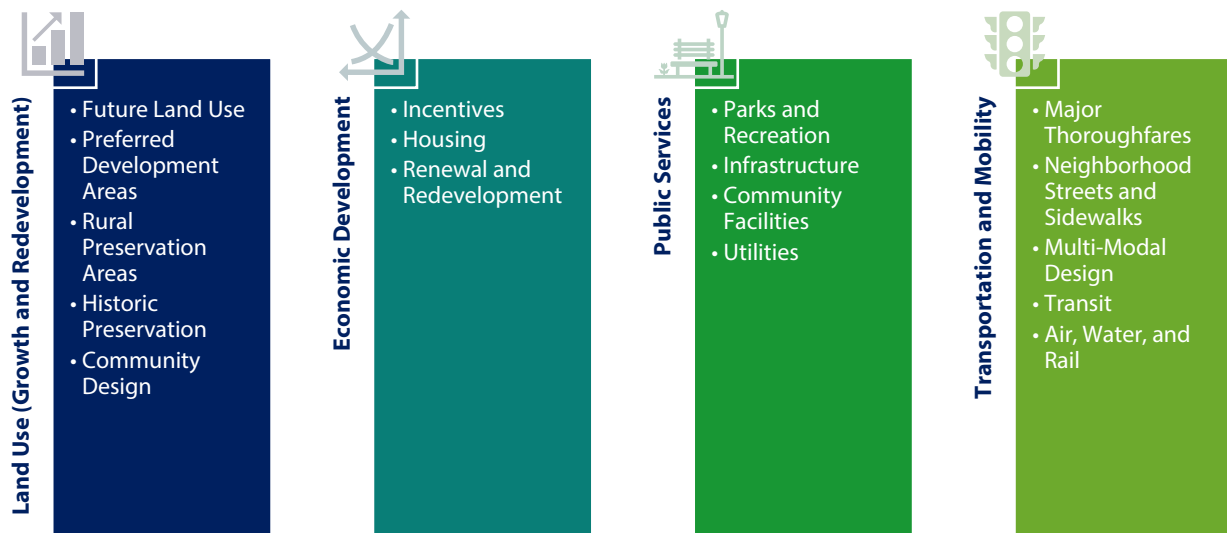 Land Use (Growth and Redevelopment)
• Future Land Use
• Preferred
Development
Areas
• Rural
Preservation
Areas
• Historic
Preservation
• Community
Design
Economic Development
• Incentives
• Housing
• Renewal and
Redevelopment
Public Services
• Parks and
Recreation
• Infrastructure
• Community
Facilities
• Utilities
Transportation and Mobility
• Major
Thoroughfares
• Neighborhood
Streets and
Sidewalks
• Multi-Modal
Design
• Transit
• Air, Water, and
Rail